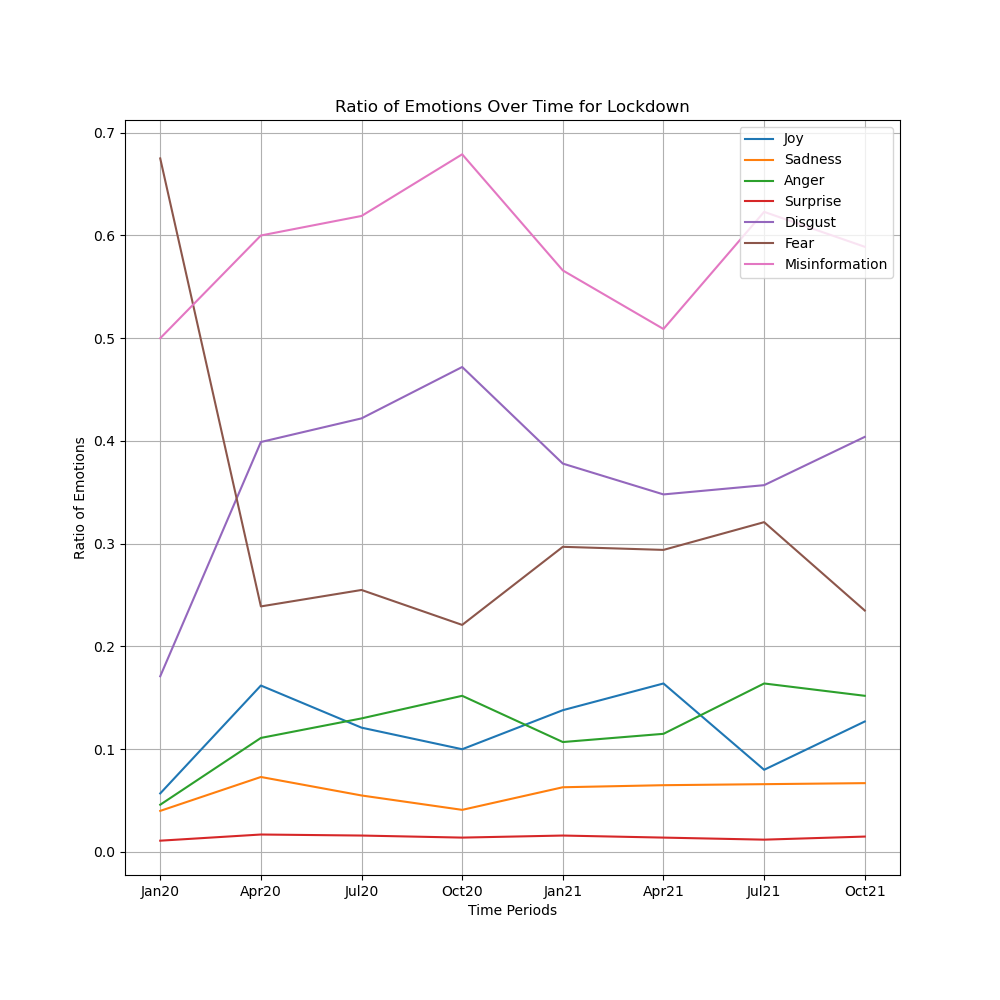 Ratio of Emotions Over Time for Lockdown
Joy
Sadness
Anger
Surprise
Disgust
Fear
Misinformation
0.7
0.6
0.5
0.4
0.3
0.2
0.1
0.0
Ratio of Emotions
Jan20 Apr20 Jul20 Oct20 Jan21 Apr21 Jul21 Oct21
Time Periods